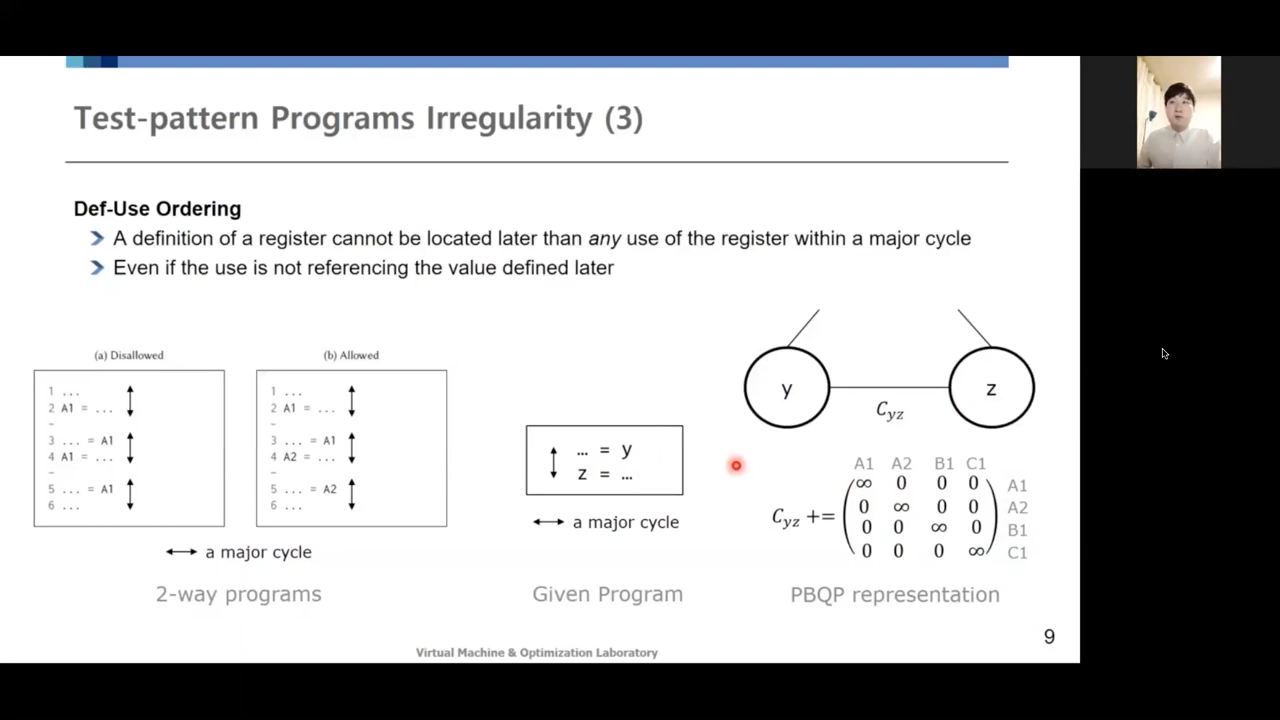 Test-pattern Programs Irregularity (3)
Def-Use Ordering
A definition of a register cannot be located later than any use of the register within a major cycle
Even if the use is not referencing the value defined later
(a) Disallowed
1 ...
2 A1 = ...
-
3 ... = A1
4 A1 = ...
-
5 ... = A1
6 ...
(b) Allowed
1 ...
2 A1 = ...
-
3 ... = A1
4 A2 = ...
-
5 ... = A2
6 ...
a major cycle
2-way programs
... = y
z = ...
a major cycle
Given Program
y
z
Cyz
A1 A2 B1 C1
Cyz +=
∞ 0 0 0 A1
0 ∞ 0 0 A2
0 0 ∞ 0 B1
0 0 0 ∞ C1
PBQP representation
9
Virtual Machine & Optimization Laboratory